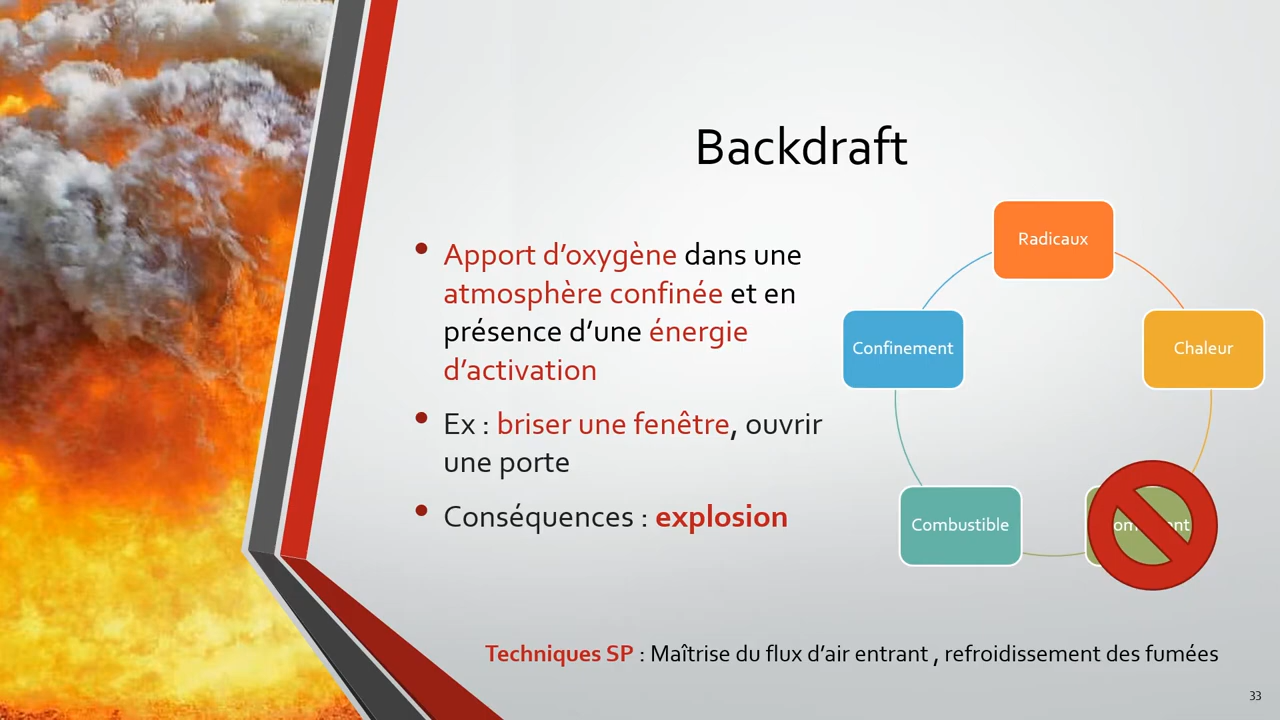 Backdraft
Apport d’oxygène dans une
atmosphère confinée et en
présence d’une énergie
d’activation
Ex : briser une fenêtre, ouvrir
une porte
Conséquences : explosion
Radicaux
Confinement
Chaleur
Combustible
Techniques SP : Maîtrise du flux d’air entrant , refroidissement des fumées
33